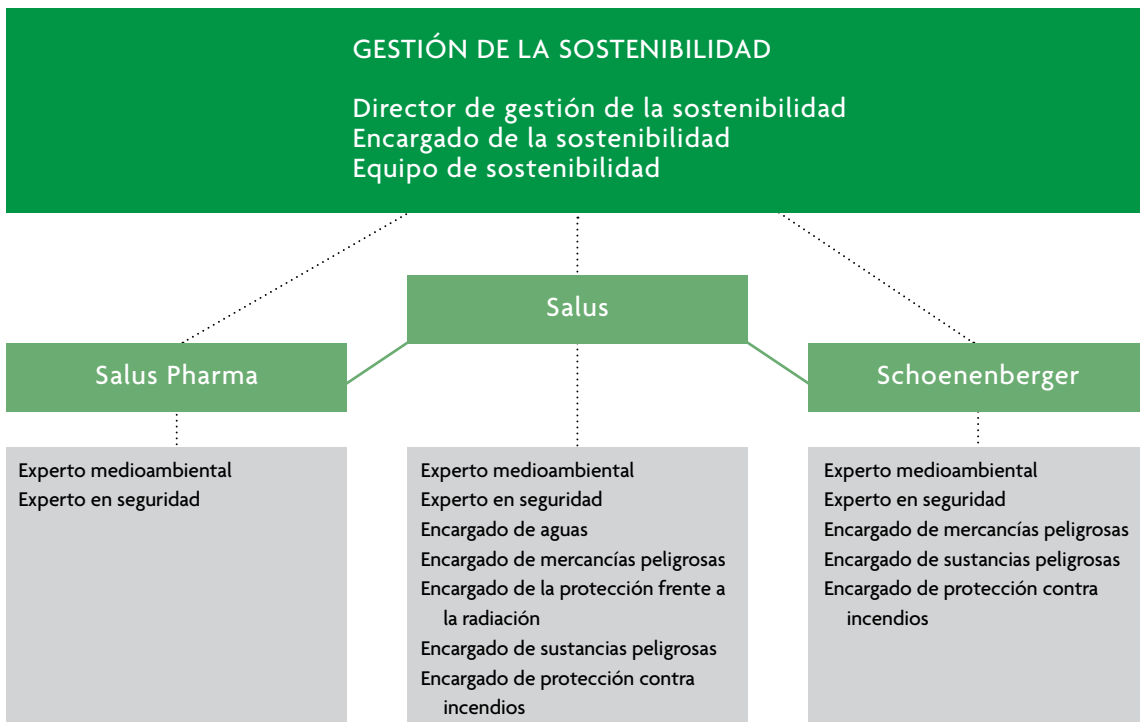 GESTIÓN DE LA SOSTENIBILIDAD
Director de gestión de la sostenibilidad
Encargado de la sostenibilidad
Equipo de sostenibilidad
Salus
Salus Pharma
Schoenenberger
Experto medioambiental
Experto en seguridad
Experto medioambiental
Experto en seguridad
Encargado de aguas
Encargado de mercancías peligrosas
Encargado de la protección frente a
la radiación
Encargado de sustancias peligrosas
Encargado de protección contra
incendios
Experto medioambiental
Experto en seguridad
Encargado de mercancías peligrosas
Encargado de sustancias peligrosas
Encargado de protección contra
incendios